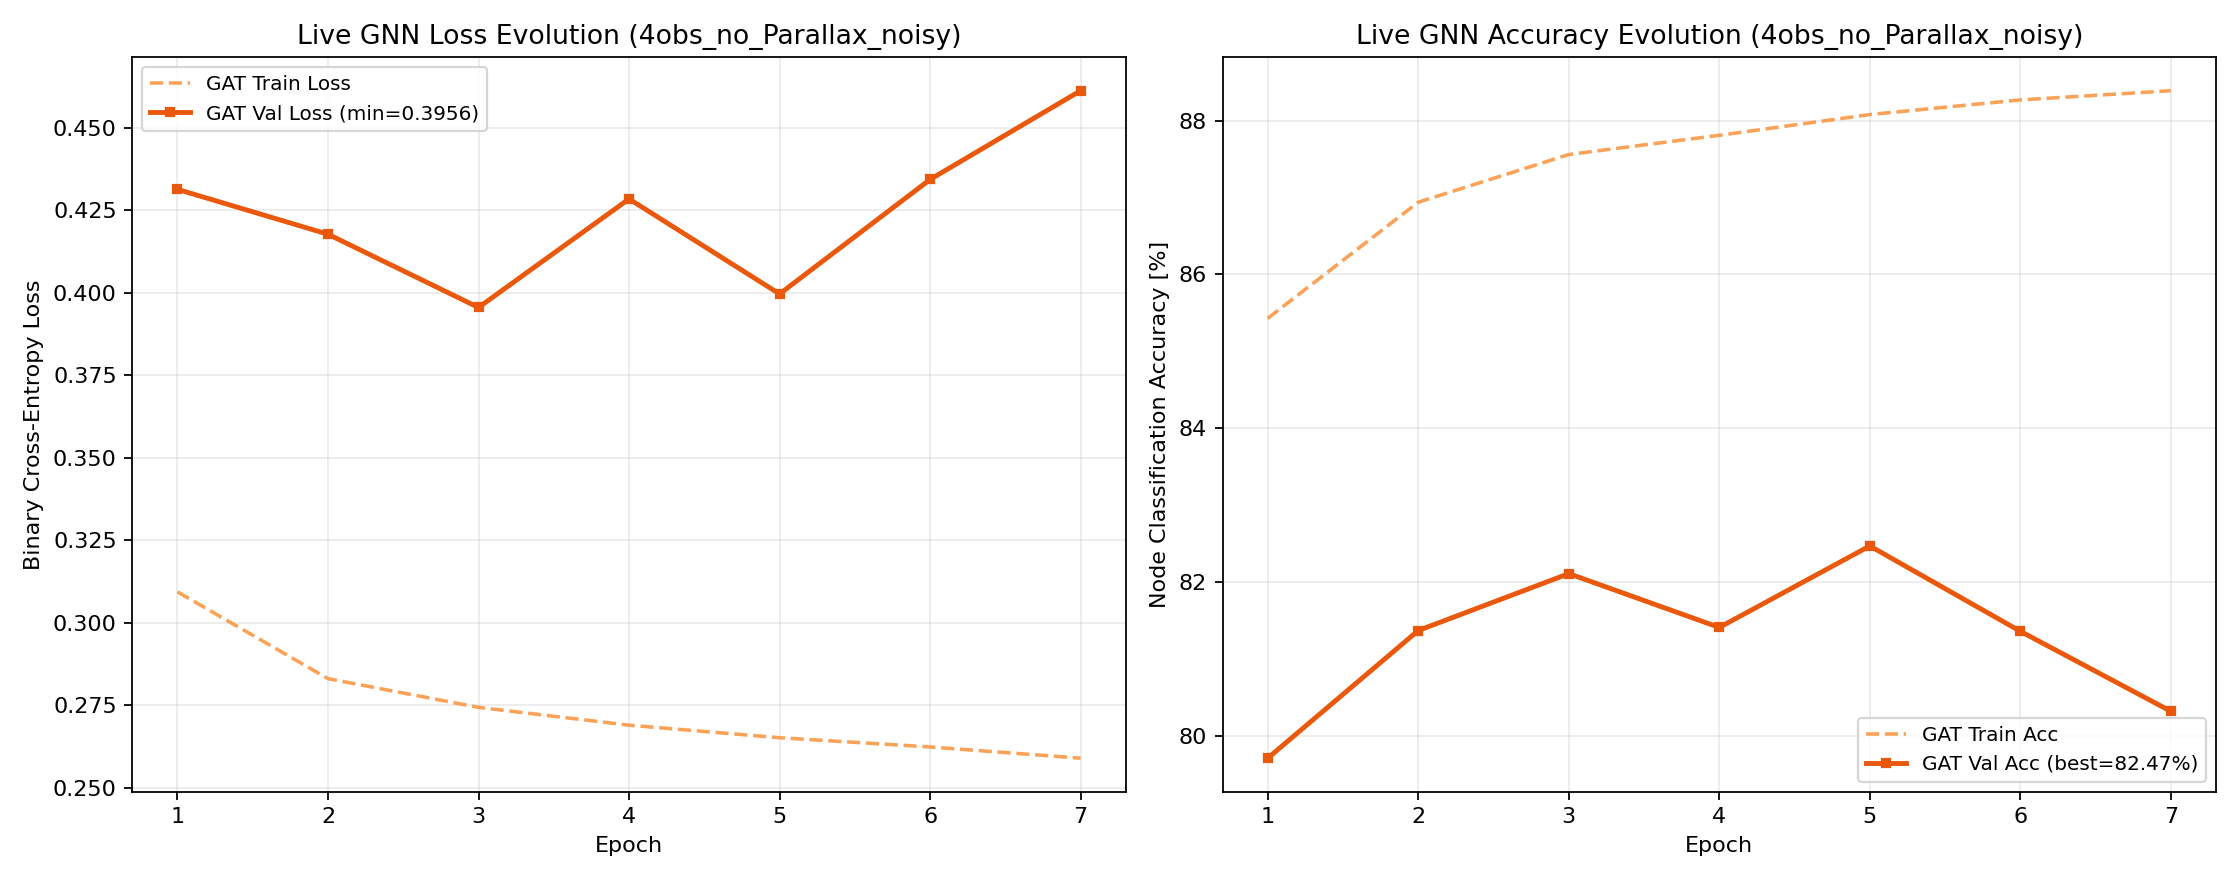 Live GNN Loss Evolution (4obs_no_Parallax_noisy)
GAT Train Loss
GAT Val Loss (min=0.3956)
Binary Cross-Entropy Loss
0.450
0.425
0.400
0.375
0.350
0.325
0.300
0.275
0.250
1 2 3 4 5 6 7
Epoch
Live GNN Accuracy Evolution (4obs_no_Parallax_noisy)
Node Classification Accuracy [%]
88
86
84
82
80
GAT Train Acc
GAT Val Acc (best=82.47%)
1 2 3 4 5 6 7
Epoch